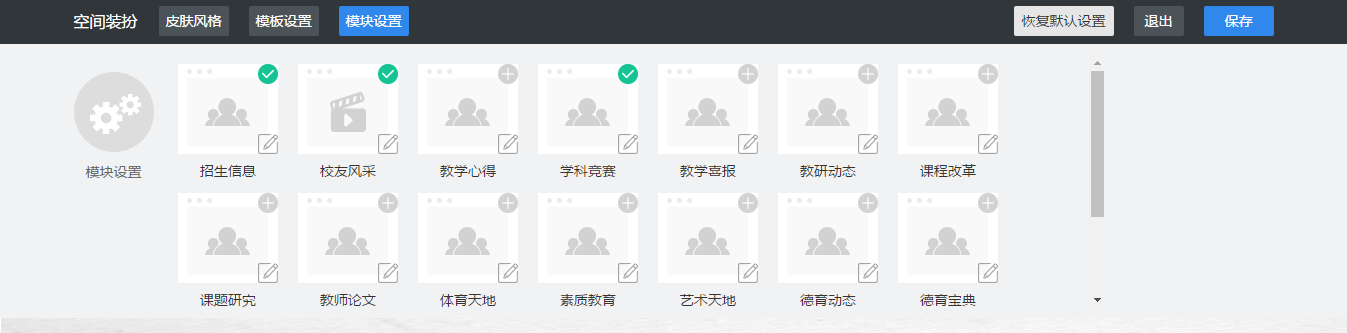 空间装扮 皮肤风格 模板设置 模块设置 恢复默认设置 退出 保存
模块设置 招生信息 校友风采 教学心得 学科竞赛 教学喜报 教研动态 课程改革
课题研究 教师论文 体育天地 素质教育 艺术天地 德育动态 德育宝典